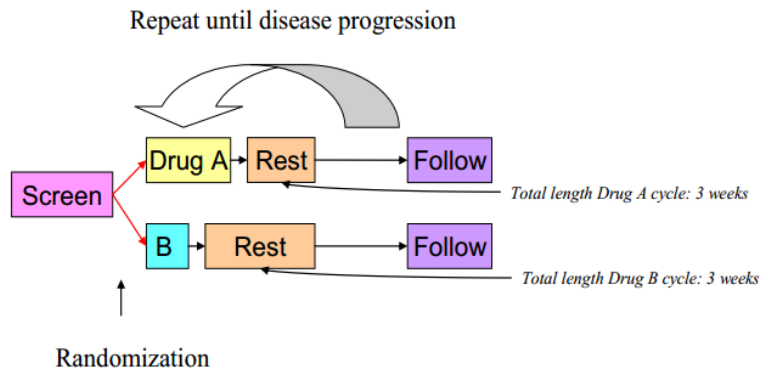 Repeat until disease progression
Drug A
Rest
Follow
Screen
Total length Drug A cycle: 3 weeks
B
Rest
Follow
Total length Drug B cycle: 3 weeks
Randomization